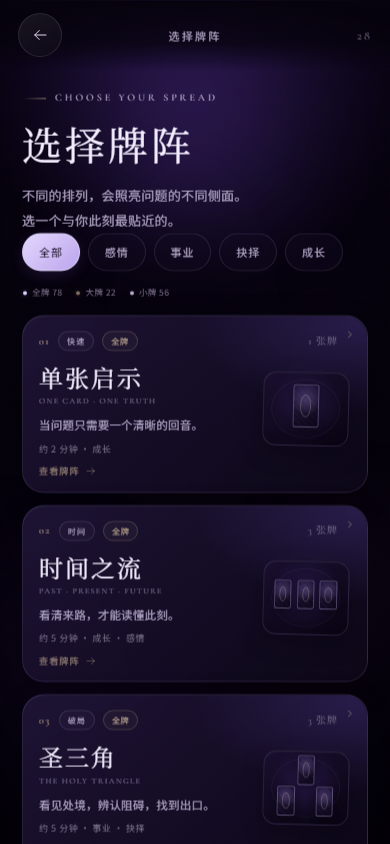 选择牌阵
28
CHOOSE YOUR SPREAD
选择牌阵
不同的排列，会照亮问题的不同侧面。
选一个与你此刻最贴近的。
全部 感情 事业 抉择 成长
全牌 78 大牌 22 小牌 56
01 快速 全牌 1 张牌
单张启示
ONE CARD · ONE TRUTH
当问题只需要一个清晰的回音。
约 2 分钟 · 成长
查看牌阵 →
02 时间 全牌 3 张牌
时间之流
PAST · PRESENT · FUTURE
看清来路，才能读懂此刻。
约 5 分钟 · 成长 · 感情
查看牌阵 →
03 破局 全牌 3 张牌
圣三角
THE HOLY TRIANGLE
看见处境，辨认阻碍，找到出口。
约 5 分钟 · 事业 · 抉择